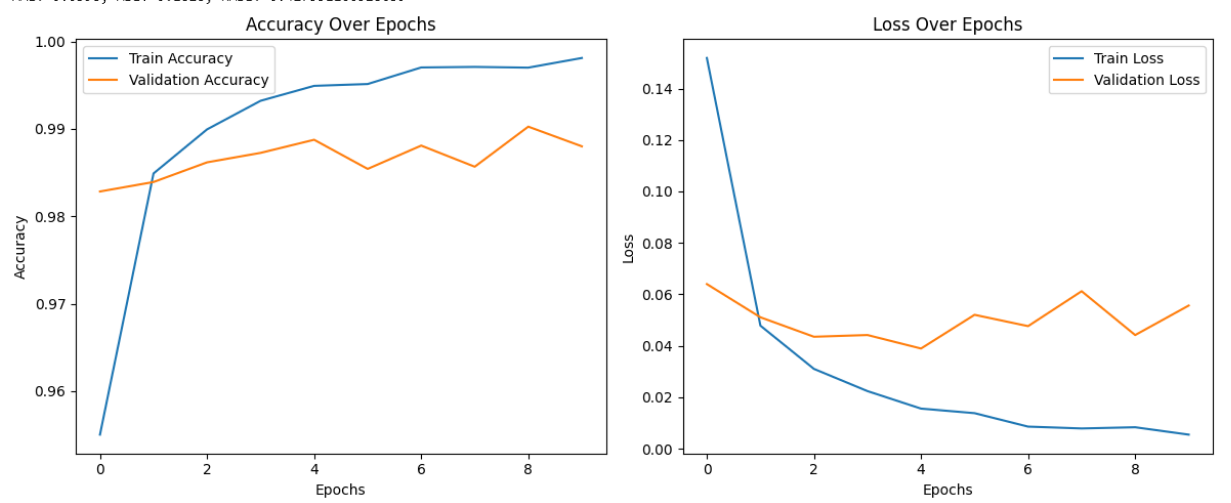 Accuracy Over Epochs
1.00
0.99
0.98
0.97
0.96
Accuracy
Train Accuracy
Validation Accuracy
0 2 4 6 8
Epochs
Loss Over Epochs
0.14
0.12
0.10
0.08
0.06
0.04
0.02
0.00
Loss
Train Loss
Validation Loss
0 2 4 6 8
Epochs